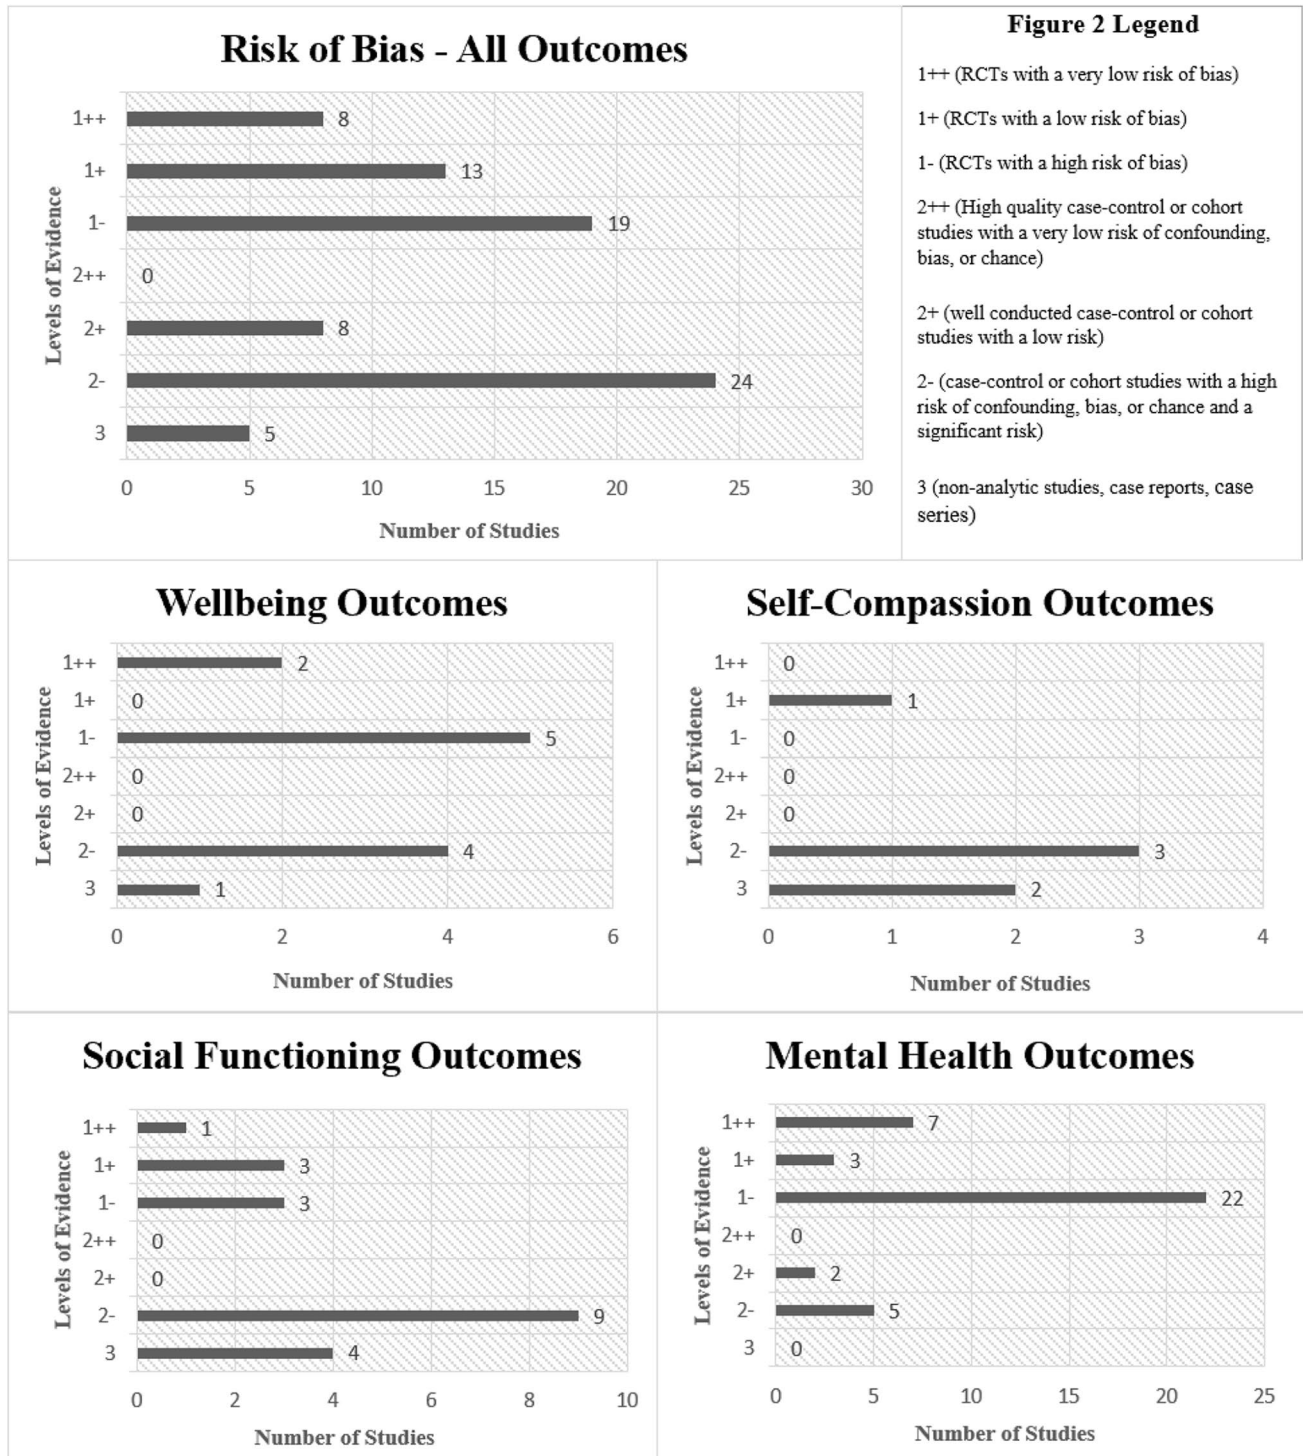 Risk of Bias - All Outcomes
Levels of Evidence
1++
8
1+
13
1-
19
2++
0
2+
8
2-
24
3
5
0 5 10 15 20 25 30
Number of Studies
Figure 2 Legend
1++ (RCTs with a very low risk of bias)
1+ (RCTs with a low risk of bias)
1- (RCTs with a high risk of bias)
2++ (High quality case-control or cohort
studies with a very low risk of confounding,
bias, or chance)
2+ (well conducted case-control or cohort
studies with a low risk)
2- (case-control or cohort studies with a high
risk of confounding, bias, or chance and a
significant risk)
3 (non-analytic studies, case reports, case
series)
Wellbeing Outcomes
Levels of Evidence
1++
2
1+
0
1-
5
2++
0
2+
0
2-
4
3
1
0 2 4 6
Number of Studies
Self-Compassion Outcomes
Levels of Evidence
1++
0
1+
1
1-
0
2++
0
2+
0
2-
3
3
2
0 1 2 3 4
Number of Studies
Social Functioning Outcomes
Levels of Evidence
1++
1
1+
3
1-
3
2++
0
2+
0
2-
9
3
4
0 2 4 6 8 10
Number of Studies
Mental Health Outcomes
Levels of Evidence
1++
7
1+
3
1-
22
2++
0
2+
2
2-
5
3
0
0 5 10 15 20 25
Number of Studies